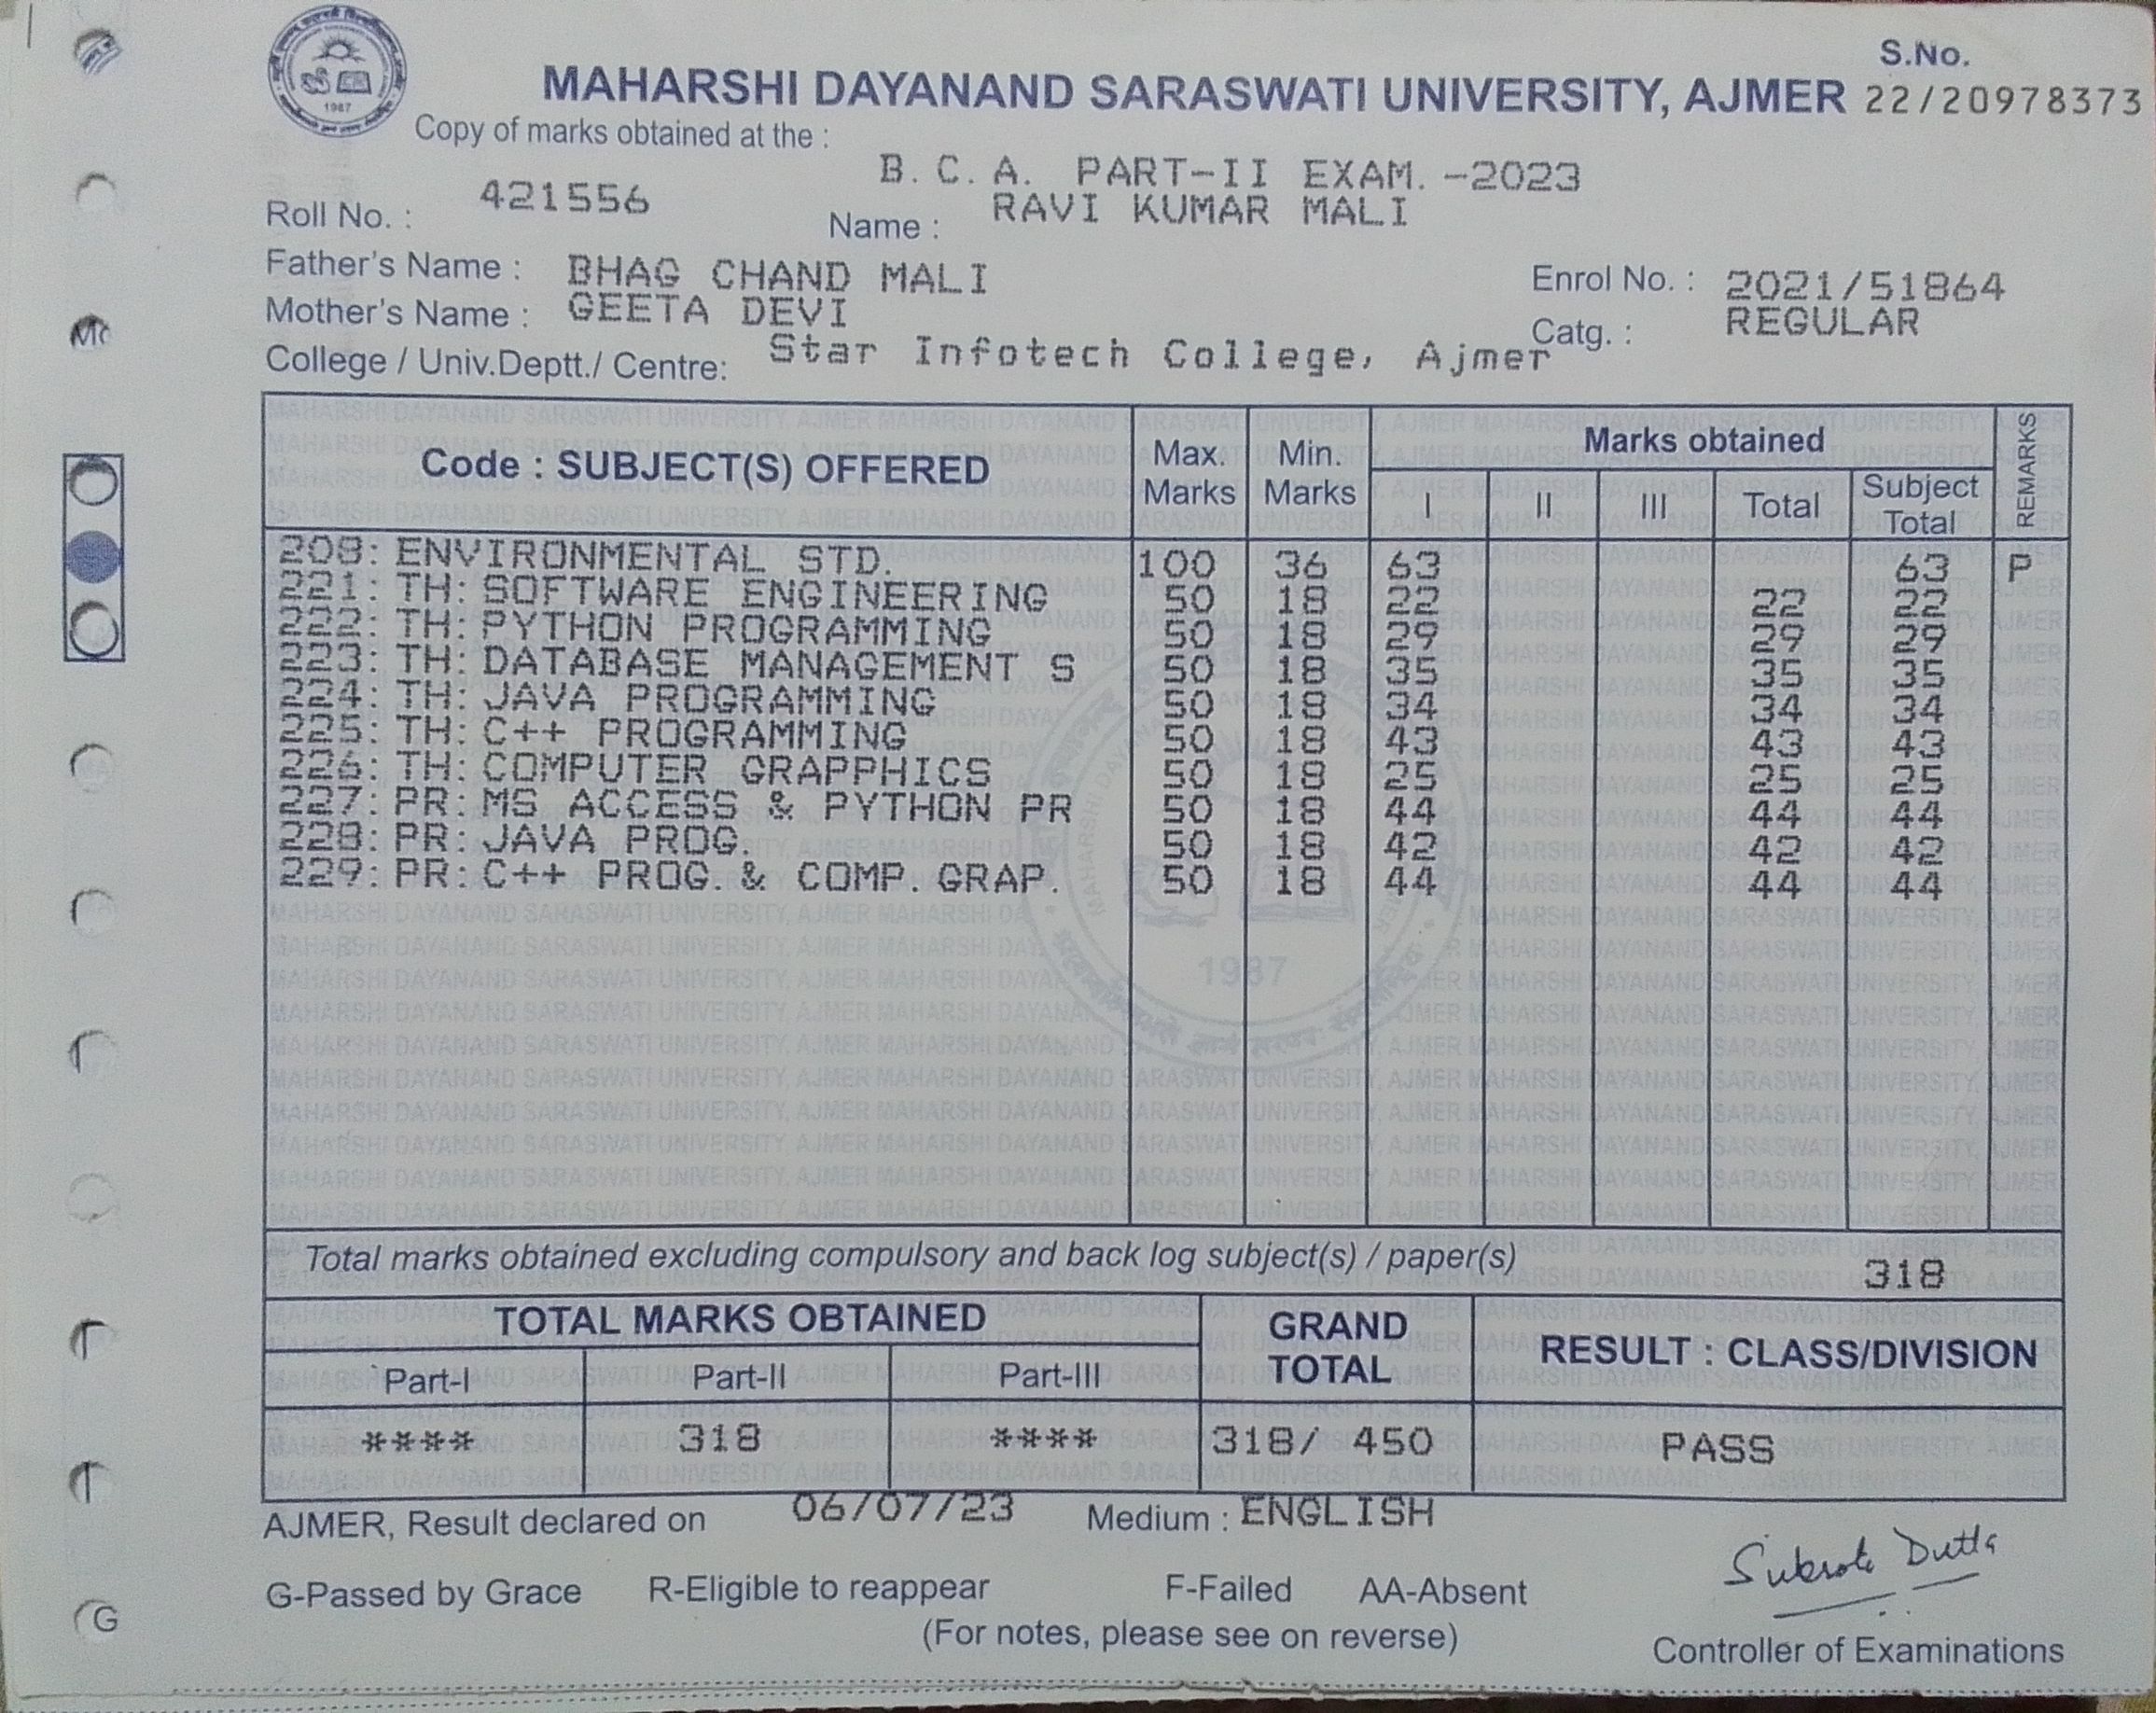 S.No.
MAHARSHI DAYANAND SARASWATI UNIVERSITY, AJMER 22/20978373
1987
Copy of marks obtained at the :
B. C. A. PART-II EXAM. -2023
Roll No. : 421556 Name : RAVI KUMAR MALI
Father's Name : BHAG CHAND MALI Enrol No. : 2021/51864
Mother's Name : GEETA DEVI Catg. : REGULAR
College / Univ.Deptt./ Centre: Star Infotech College, Ajmer
Code : SUBJECT(S) OFFERED Max. Marks Min. Marks Marks obtained I II III Total Subject Total REMARKS
208: ENVIRONMENTAL STD. 100 36 63 63 P
221: TH: SOFTWARE ENGINEERING 50 18 22 22 22
222: TH: PYTHON PROGRAMMING 50 18 29 29 29
223: TH: DATABASE MANAGEMENT S 50 18 35 35 35
224: TH: JAVA PROGRAMMING 50 18 34 34 34
225: TH: C++ PROGRAMMING 50 18 43 43 43
226: TH: COMPUTER GRAPPHICS 50 18 25 25 25
227: PR: MS ACCESS & PYTHON PR 50 18 44 44 44
228: PR: JAVA PROG. 50 18 42 42 42
229: PR: C++ PROG. & COMP. GRAP. 50 18 44 44 44
1987
Total marks obtained excluding compulsory and back log subject(s) / paper(s) 318
TOTAL MARKS OBTAINED GRAND TOTAL RESULT : CLASS/DIVISION
Part-I Part-II Part-III
**** 318 **** 318/ 450 PASS
AJMER, Result declared on 06/07/23 Medium : ENGLISH
G-Passed by Grace R-Eligible to reappear F-Failed AA-Absent
(For notes, please see on reverse)
Controller of Examinations